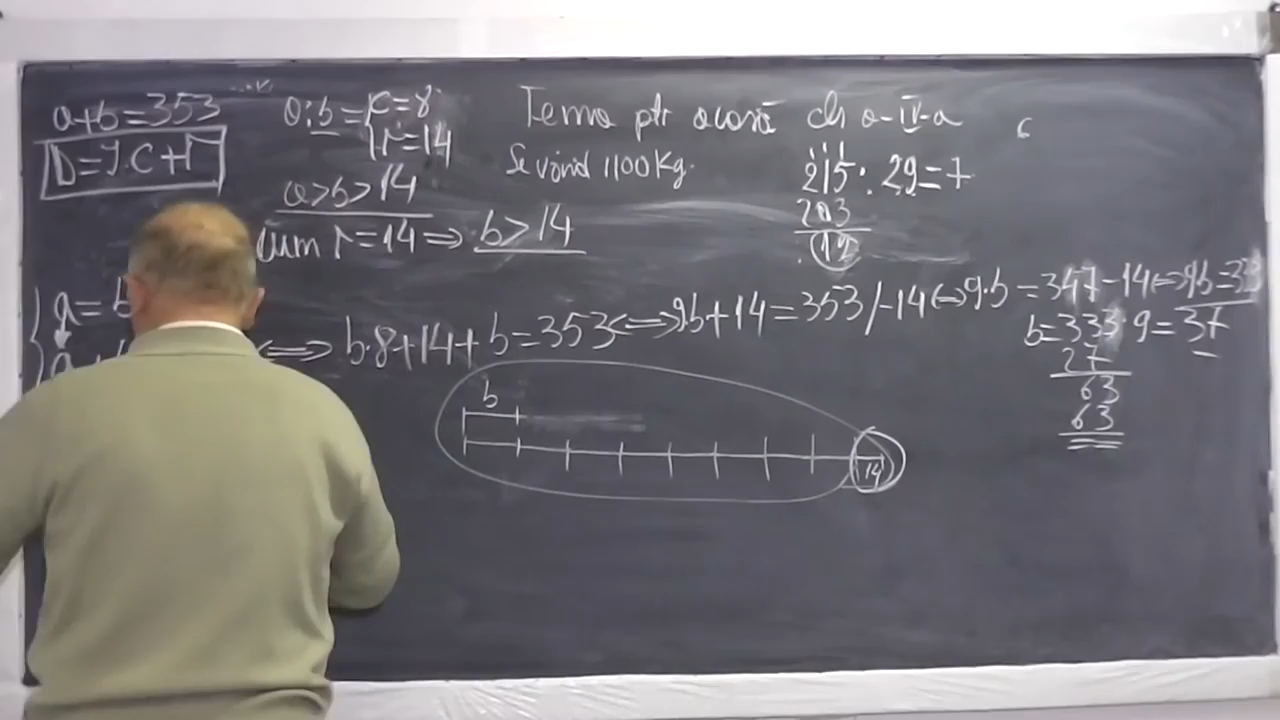 a+b=353
D=Î·C+r
a:b= C=8
r=14
a>b>14
cum r=14⇒ b>14
Temă ptr acasă cls a-IV-a
Se vând 1100 Kg.
6
215:29=7
203
12
a=b
⇔ b·8+14+b=353⇔9b+14=353/-14⇔9·b=347-14⇔9b=333
b=333:9=37
27
63
63
b
14